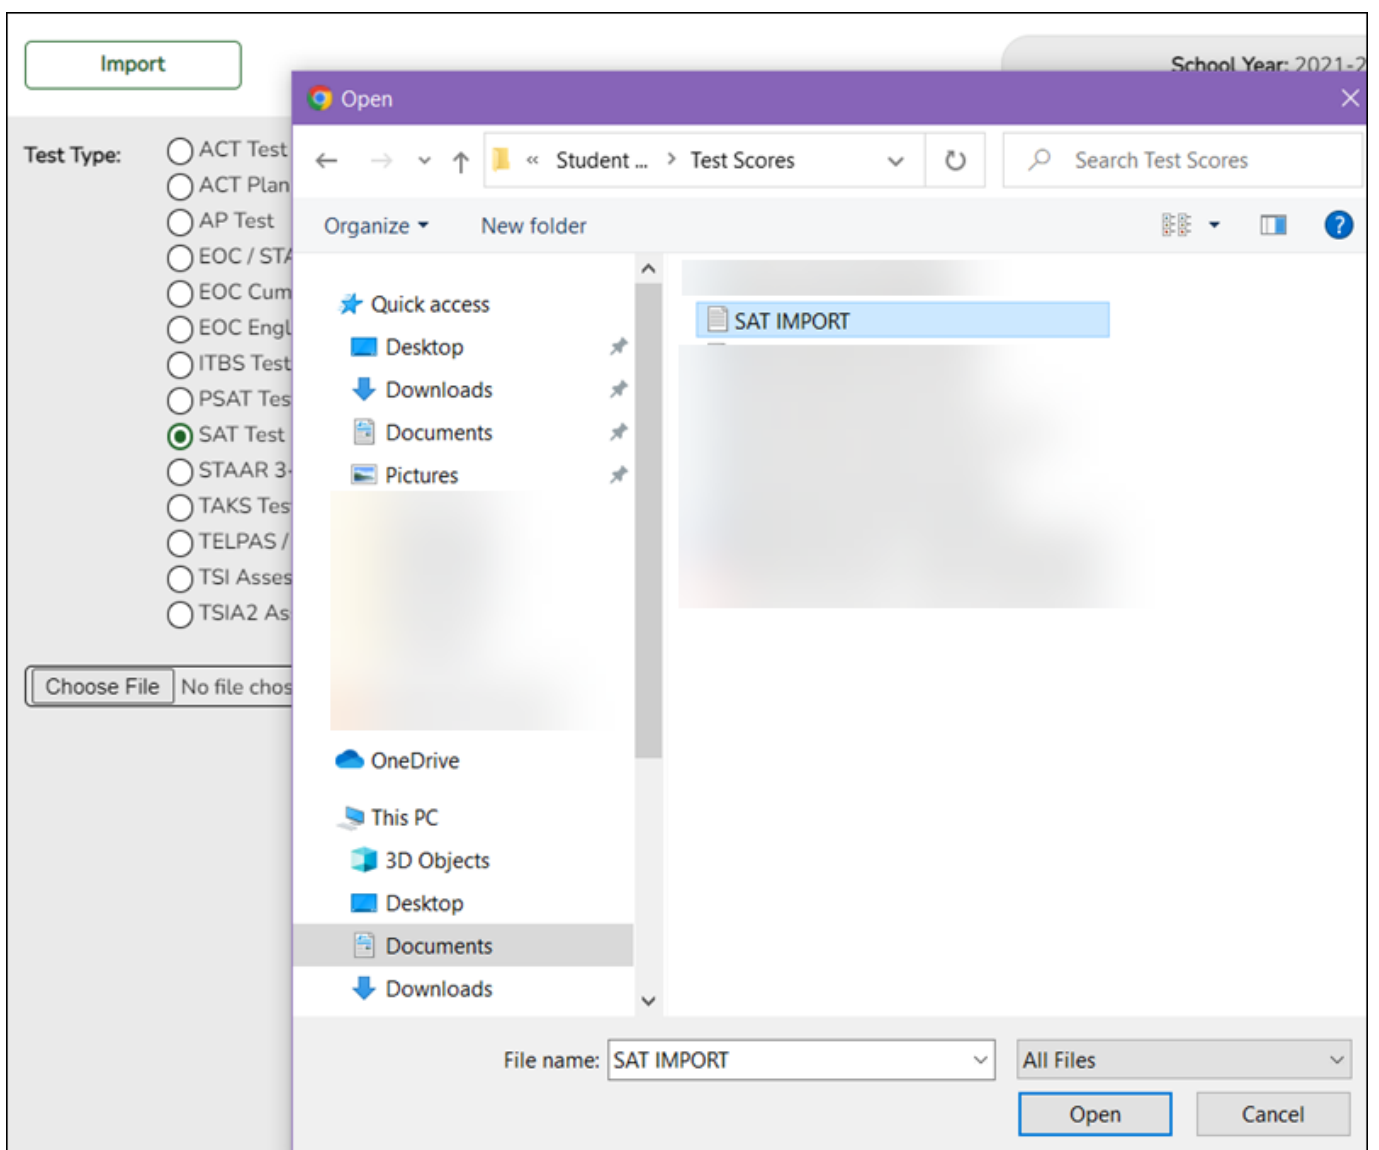 Import
School Year: 2021-2
Open
Test Type:
ACT Test
ACT Plan
AP Test
EOC / STA
EOC Cum
EOC Engl
ITBS Test
PSAT Tes
SAT Test
STAAR 3-
TAKS Tes
TELPAS /
TSI Asses
TSIA2 As
Choose File No file chos
« Student ... > Test Scores
Search Test Scores
Organize
New folder
?
Quick access
Desktop
Downloads
Documents
Pictures
OneDrive
This PC
3D Objects
Desktop
Documents
Downloads
SAT IMPORT
File name: SAT IMPORT
All Files
Open
Cancel